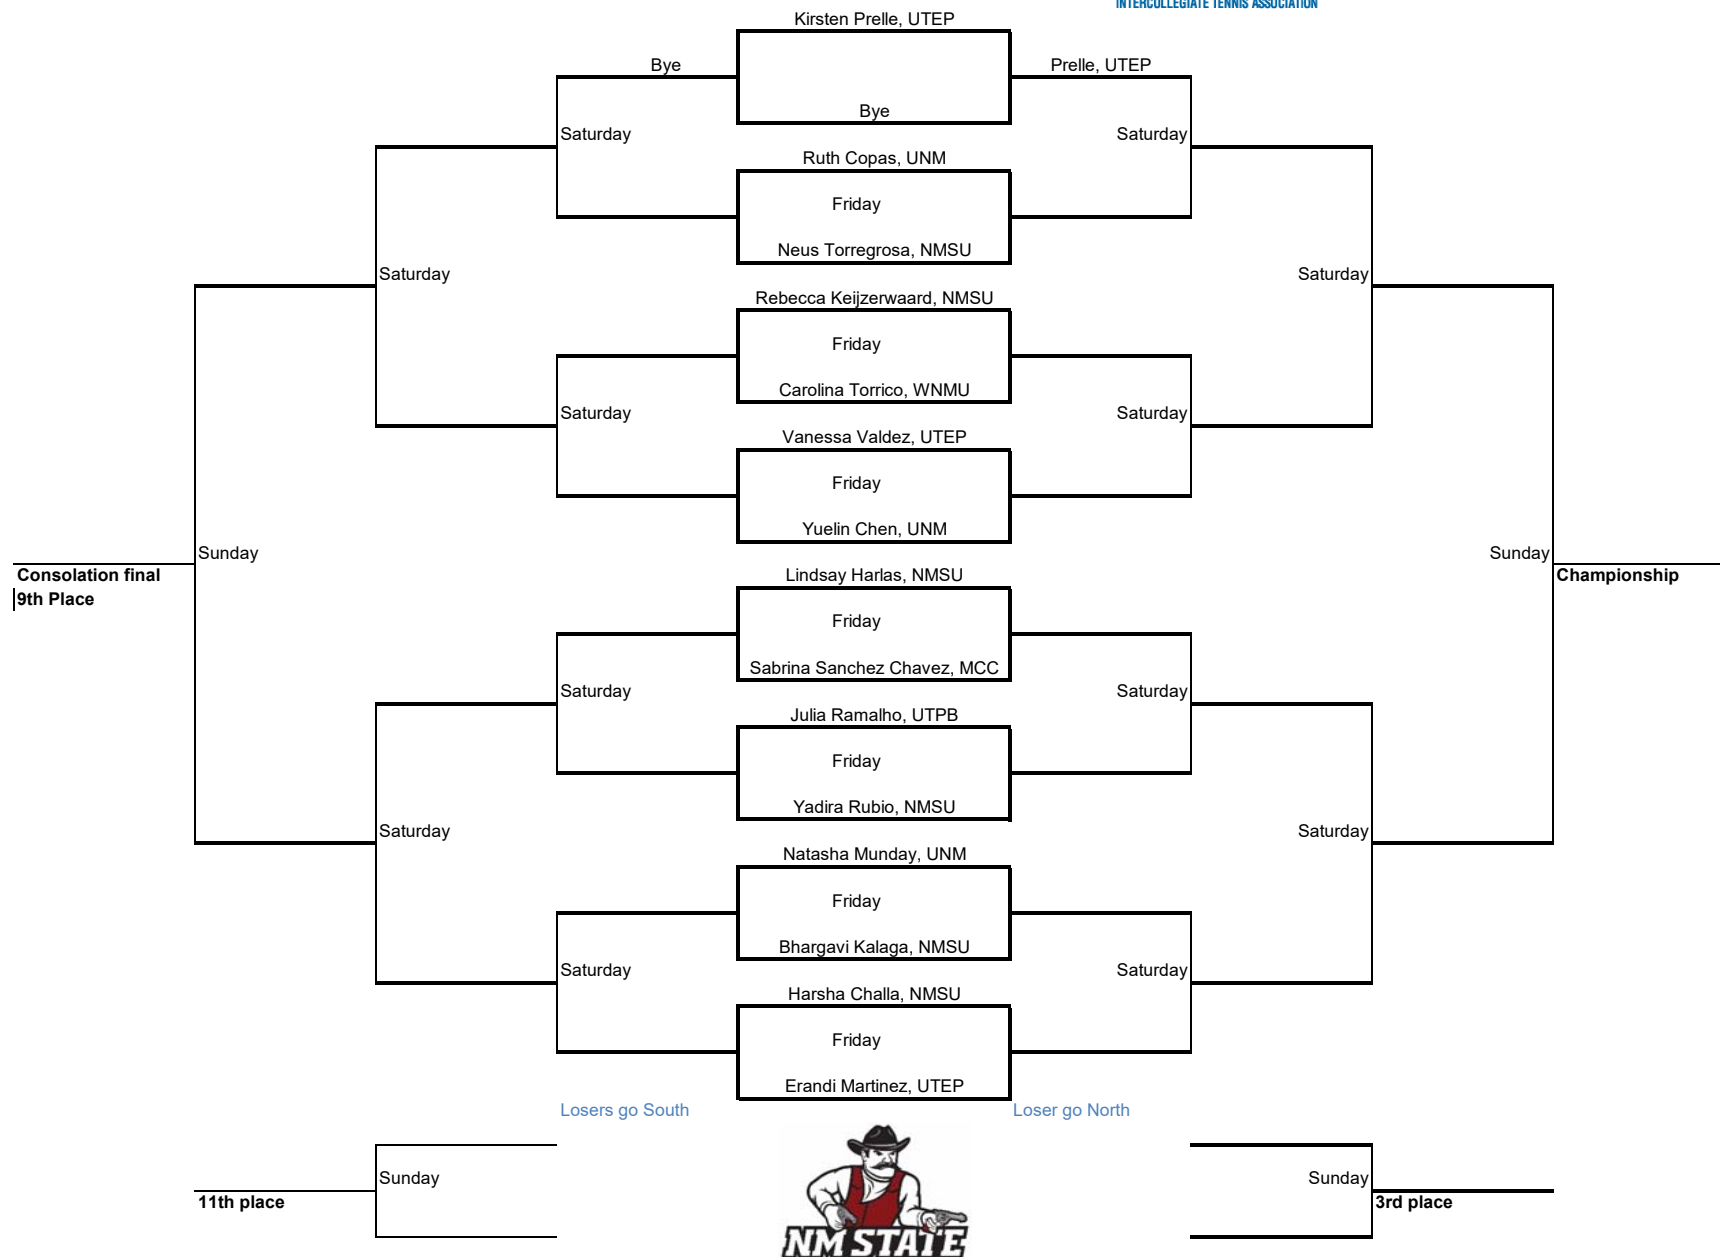 INTERCOLLEGIATE TENNIS ASSOCIATION
Kirsten Prelle, UTEP
Bye
Prelle, UTEP
Bye
Saturday
Saturday
Ruth Copas, UNM
Friday
Neus Torregrosa, NMSU
Saturday
Saturday
Rebecca Keijzerwaard, NMSU
Friday
Carolina Torrico, WNMU
Saturday
Saturday
Vanessa Valdez, UTEP
Friday
Yuelin Chen, UNM
Sunday
Sunday
Consolation final
9th Place
Championship
Lindsay Harlas, NMSU
Friday
Sabrina Sanchez Chavez, MCC
Saturday
Saturday
Julia Ramalho, UTPB
Friday
Yadira Rubio, NMSU
Saturday
Saturday
Natasha Munday, UNM
Friday
Bhargavi Kalaga, NMSU
Saturday
Saturday
Harsha Challa, NMSU
Friday
Erandi Martinez, UTEP
Losers go South
Loser go North
Sunday
Sunday
11th place
3rd place
NM STATE